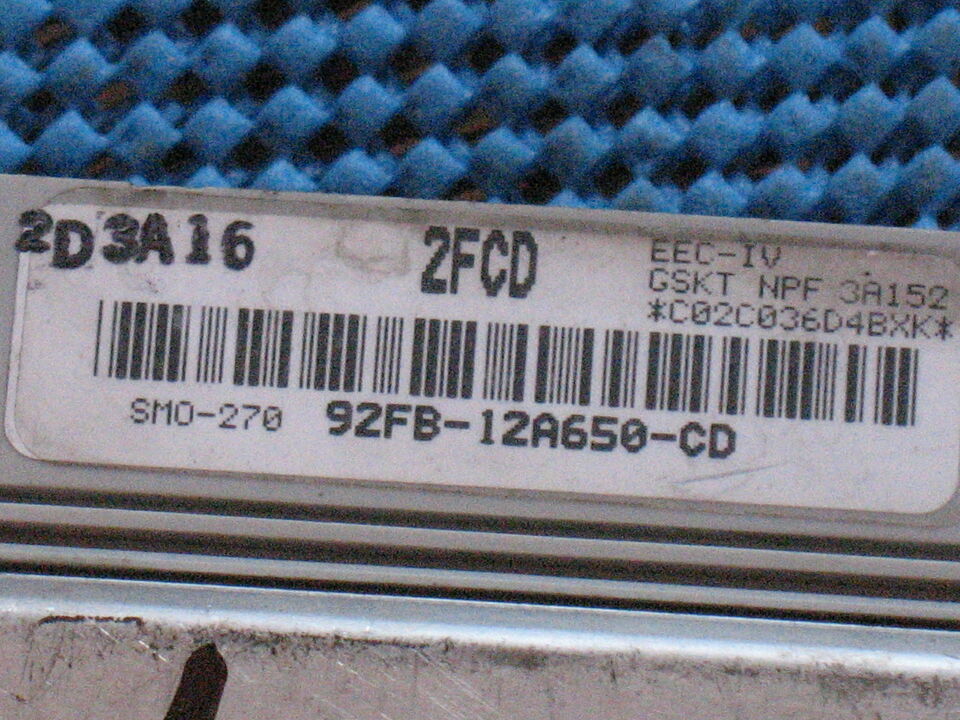 2D3A16
2FCD
EEC-IV
GSKT NPF 3A152
*C02C036D4BXK*
SMO-270 92FB-12A650-CD